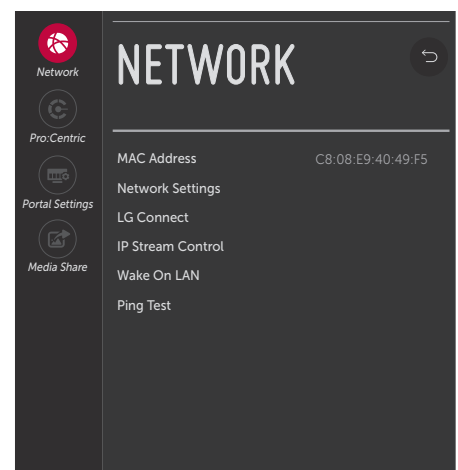 Network
Pro:Centric
Portal Settings
Media Share
NETWORK
MAC Address C8:08:E9:40:49:F5
Network Settings
LG Connect
IP Stream Control
Wake On LAN
Ping Test